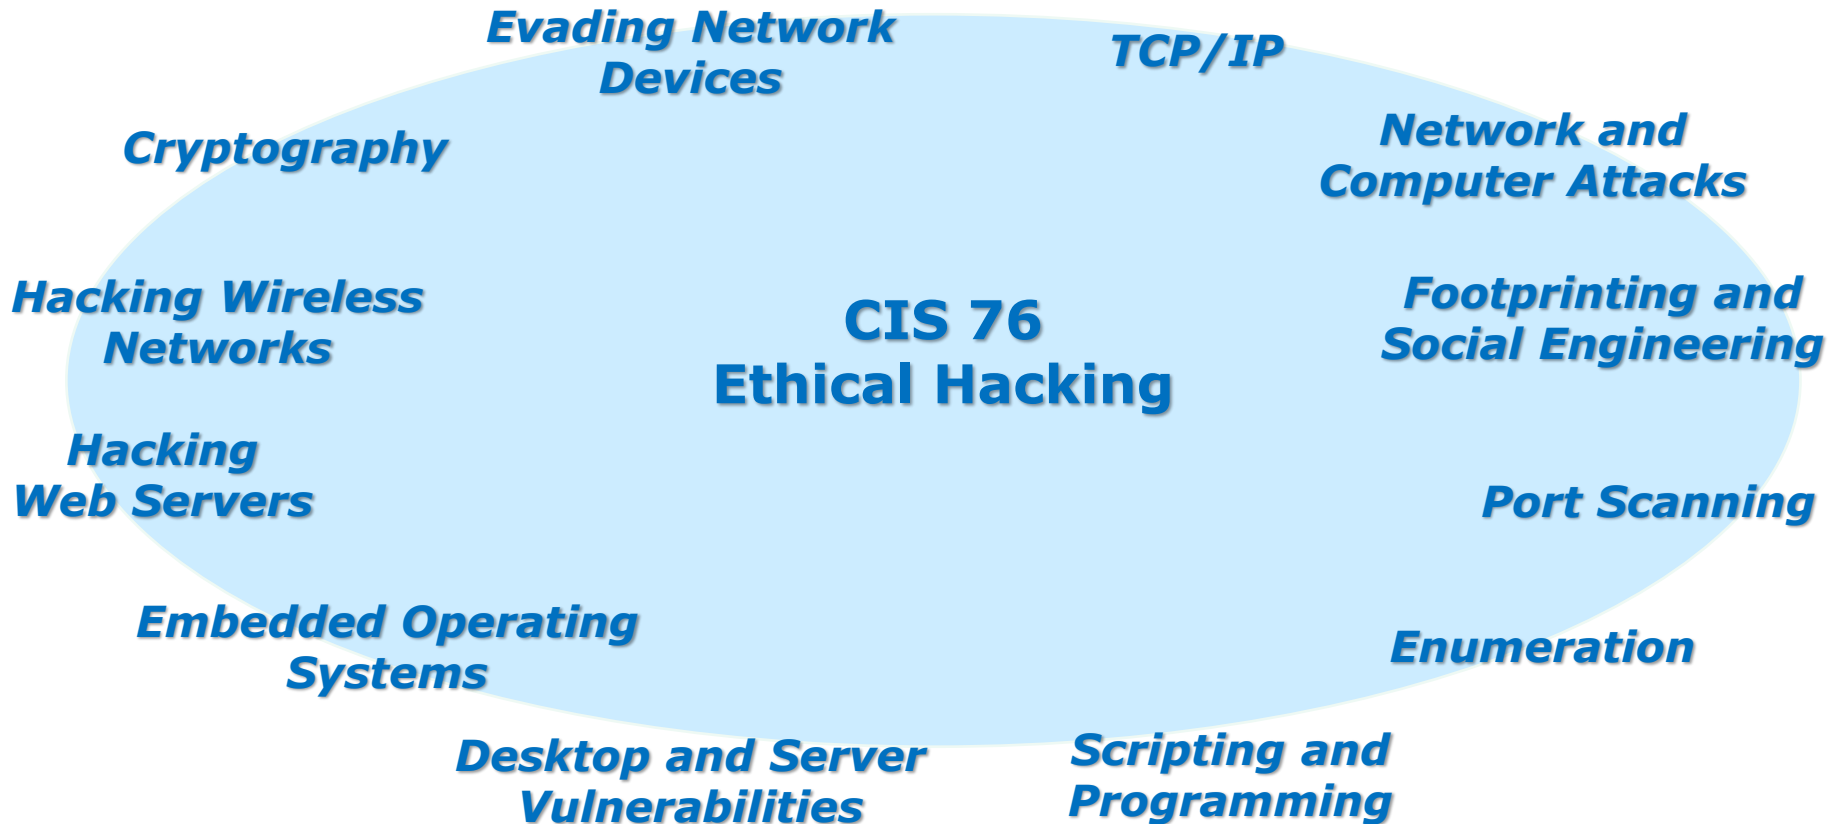 Evading Network
Devices
TCP/IP
Network and
Computer Attacks
Cryptography
Hacking Wireless
Networks
CIS 76
Ethical Hacking
Footprinting and
Social Engineering
Hacking
Web Servers
Port Scanning
Embedded Operating
Systems
Enumeration
Desktop and Server
Vulnerabilities
Scripting and
Programming